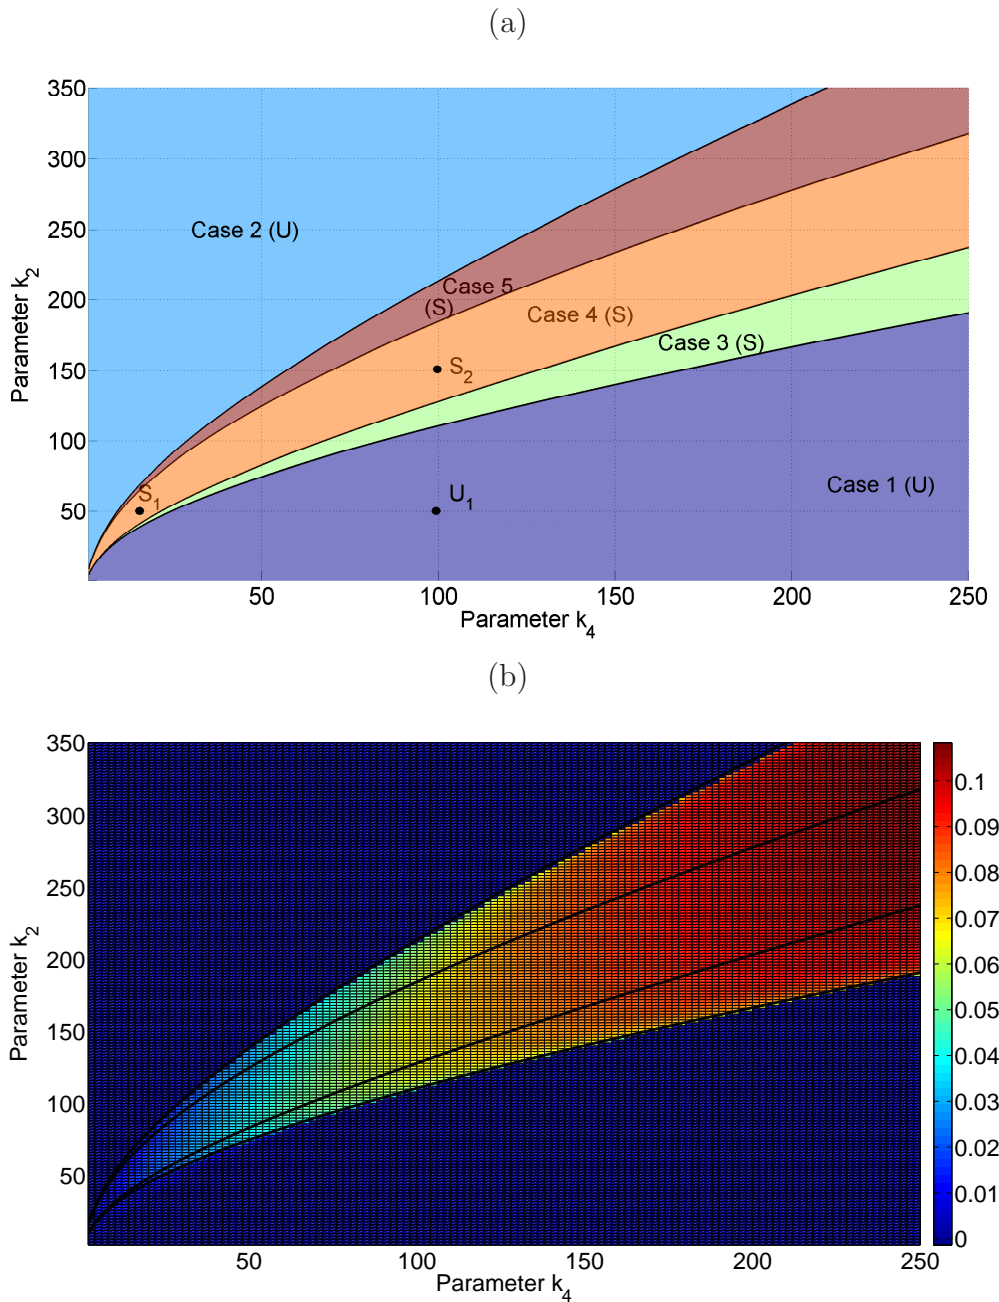 (a)
350
300
250
200
150
100
50
Parameter k2
Case 2 (U)
Case 5
(S)
Case 4 (S)
Case 3 (S)
S2
S1
U1
Case 1 (U)
50 100 150 200 250
Parameter k4
(b)
350
300
250
200
150
100
50
Parameter k2
0.1
0.09
0.08
0.07
0.06
0.05
0.04
0.03
0.02
0.01
0
50 100 150 200 250
Parameter k4